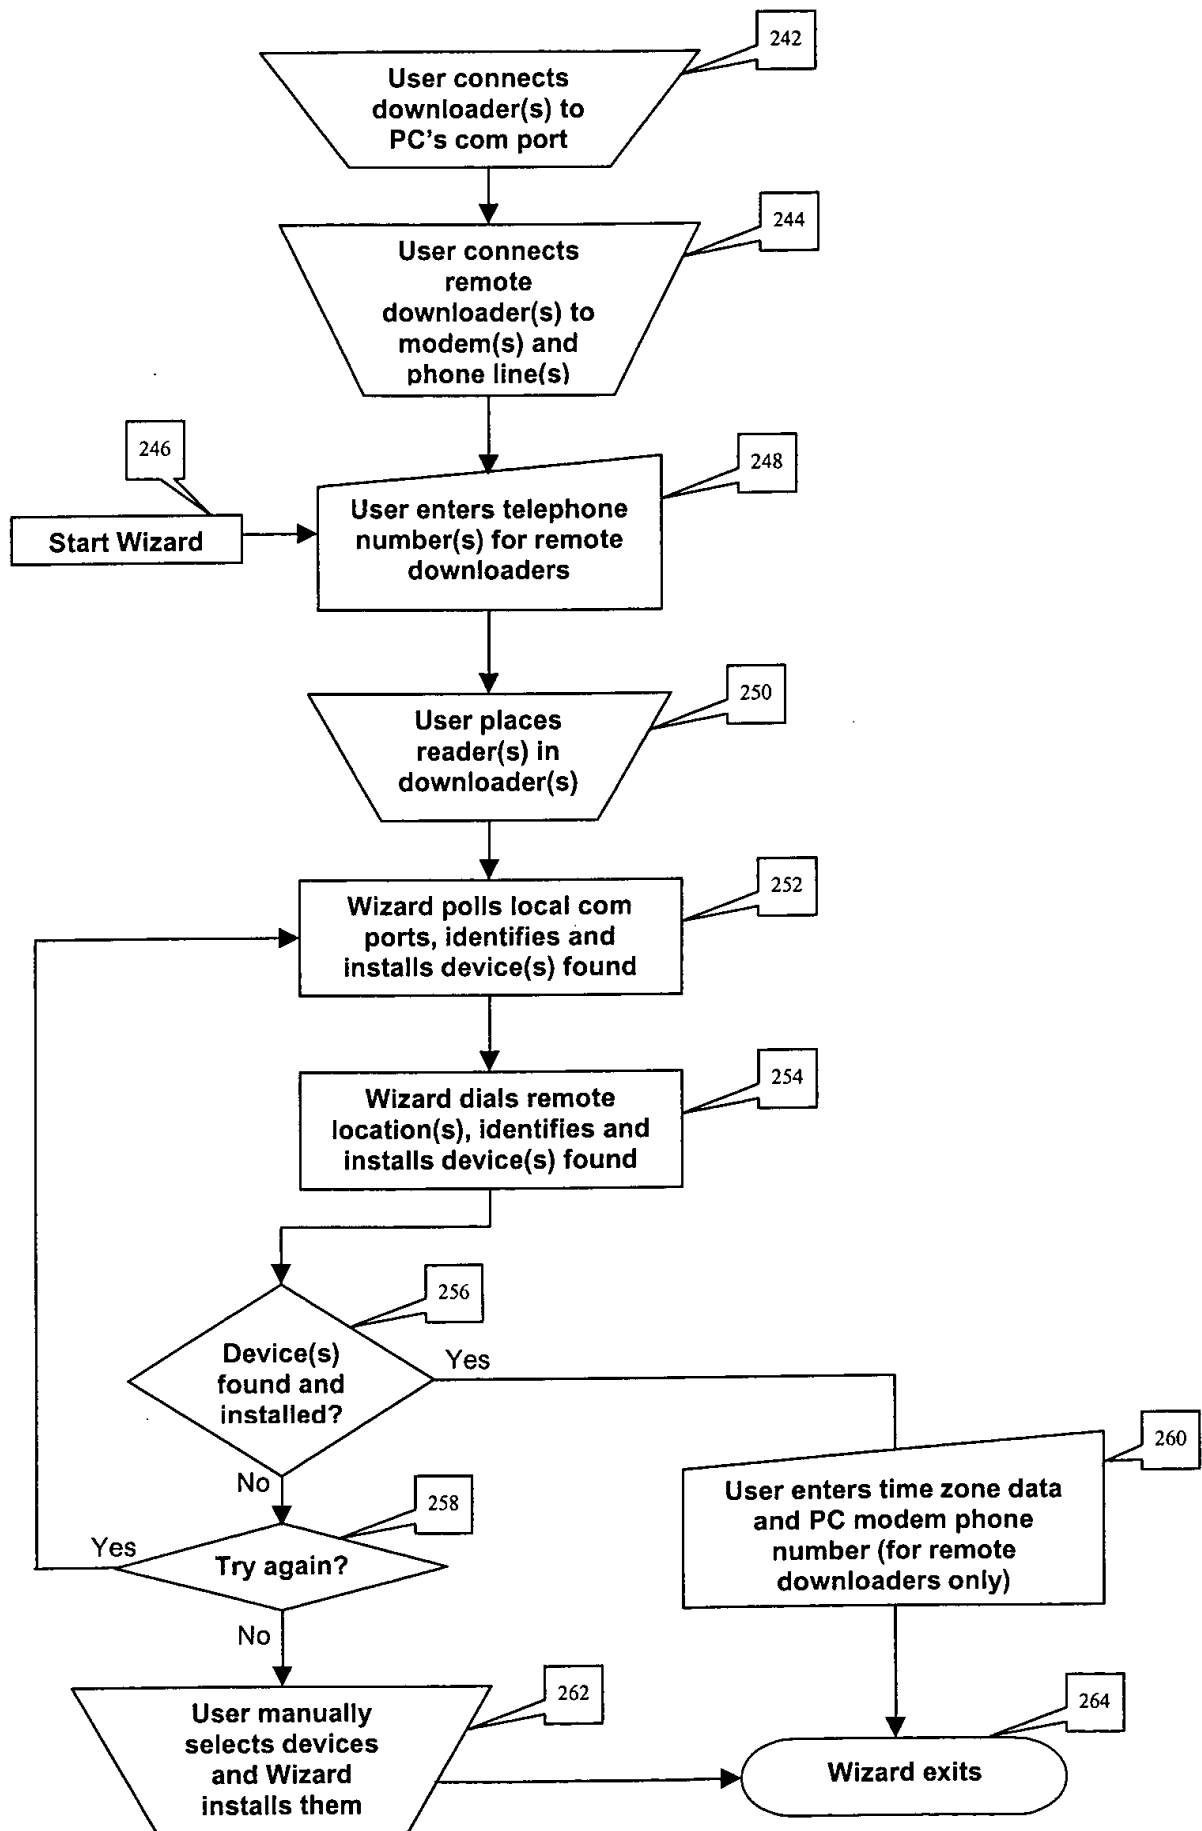 242
User connects
downloader(s) to
PC's com port
244
User connects
remote
downloader(s) to
modem(s) and
phone line(s)
246
248
Start Wizard
User enters telephone
number(s) for remote
downloaders
250
User places
reader(s) in
downloader(s)
252
Wizard polls local com
ports, identifies and
installs device(s) found
254
Wizard dials remote
location(s), identifies and
installs device(s) found
256
Device(s)
found and
installed?
Yes
No
260
User enters time zone data
and PC modem phone
number (for remote
downloaders only)
258
Yes
Try again?
No
262
User manually
selects devices
and Wizard
installs them
264
Wizard exits